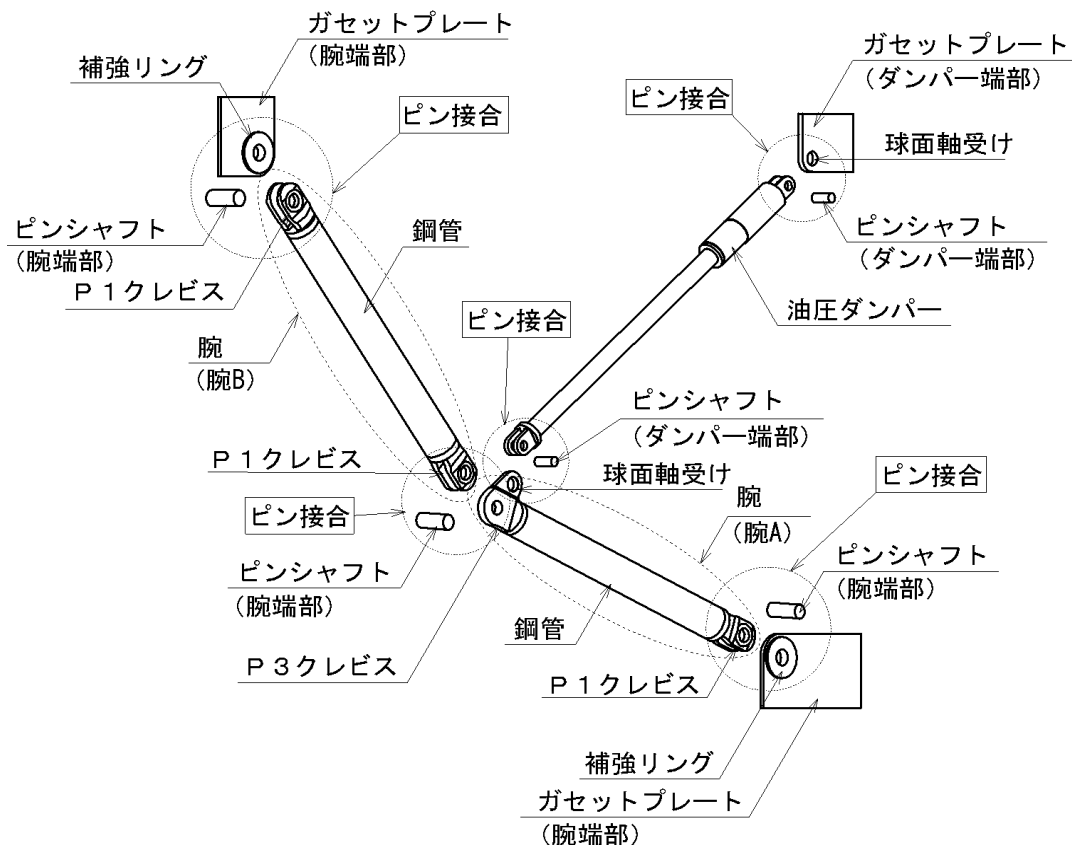 ガセットプレート
(腕端部)
補強リング
ピン接合
ピンシャフト
(腕端部)
P1クレビス
鋼管
腕
(腕B)
ガセットプレート
(ダンパー端部)
ピン接合
球面軸受け
ピンシャフト
(ダンパー端部)
油圧ダンパー
ピン接合
ピンシャフト
(ダンパー端部)
P1クレビス
球面軸受け
ピン接合
腕
(腕A)
ピン接合
ピンシャフト
(腕端部)
ピンシャフト
(腕端部)
鋼管
P3クレビス
P1クレビス
補強リング
ガセットプレート
(腕端部)